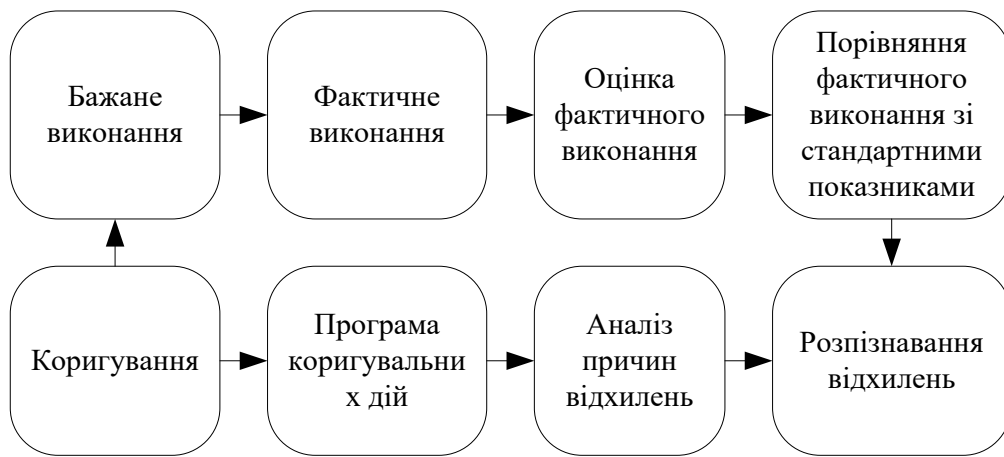 Бажане
виконання
Фактичне
виконання
Оцінка
фактичного
виконання
Порівняння
фактичного
виконання зі
стандартними
показниками
Коригування
Програма
коригувальни
х дій
Аналіз
причин
відхилень
Розпізнавання
відхилень